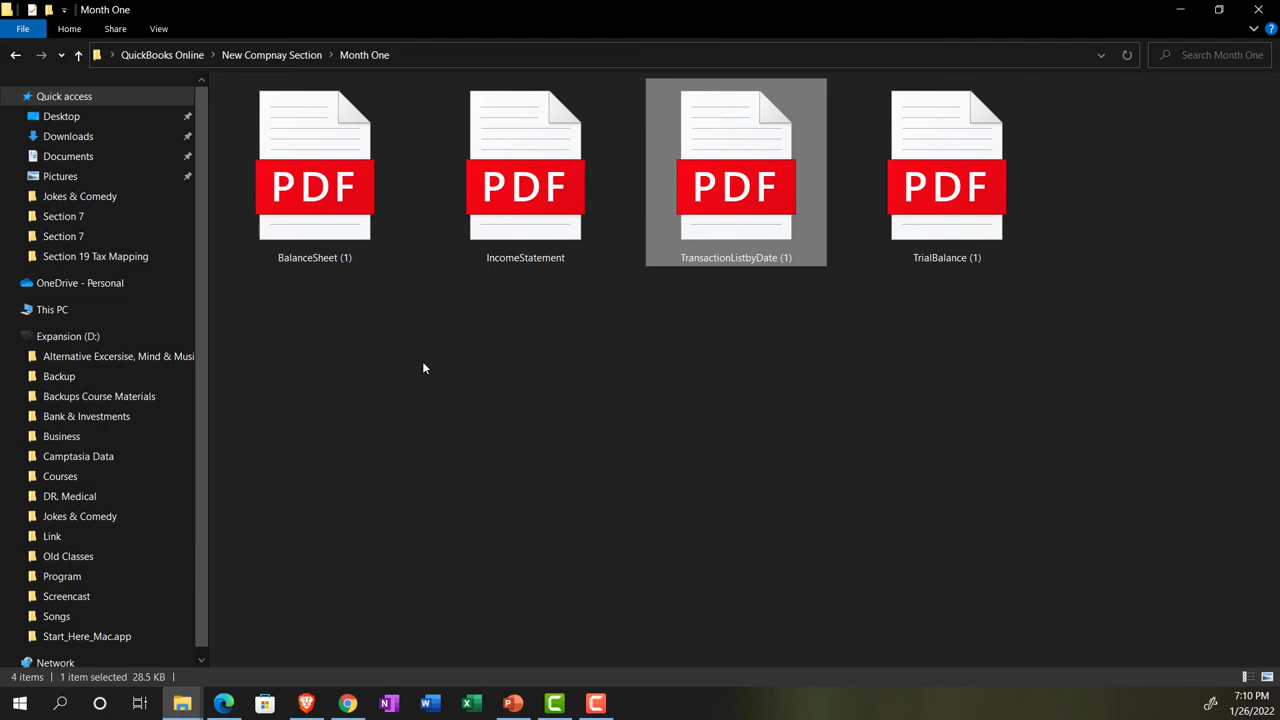 Month One
File
Home
Share
View
QuickBooks Online
New Compnay Section
Month One
Search Month One
Quick access
Desktop
Downloads
Documents
Pictures
Jokes & Comedy
Section 7
Section 7
Section 19 Tax Mapping
OneDrive - Personal
This PC
Expansion (D:)
Alternative Excersise, Mind & Musi
Backup
Backups Course Materials
Bank & Investments
Business
Camptasia Data
Courses
DR. Medical
Jokes & Comedy
Link
Old Classes
Program
Screencast
Songs
Start_Here_Mac.app
Network
PDF
BalanceSheet (1)
PDF
IncomeStatement
PDF
TransactionListbyDate (1)
PDF
TrialBalance (1)
4 items
1 item selected 28.5 KB
7:10 PM
1/26/2022